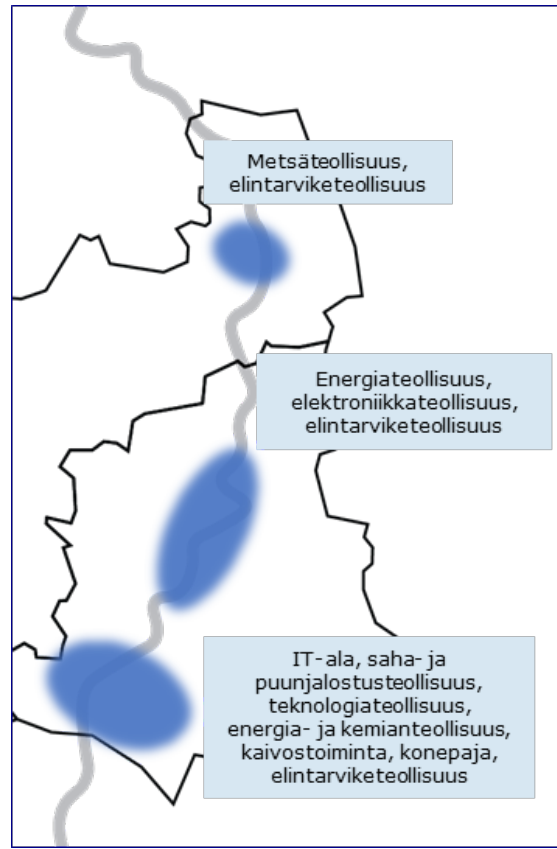 Metsäteollisuus,
elintarviketeollisuus
Energiateollisuus,
elektroniikkateollisuus,
elintarviketeollisuus
IT-ala, saha- ja
puunjalostusteollisuus,
teknologiateollisuus,
energia- ja kemianteollisuus,
kaivostoiminta, konepaja,
elintarviketeollisuus